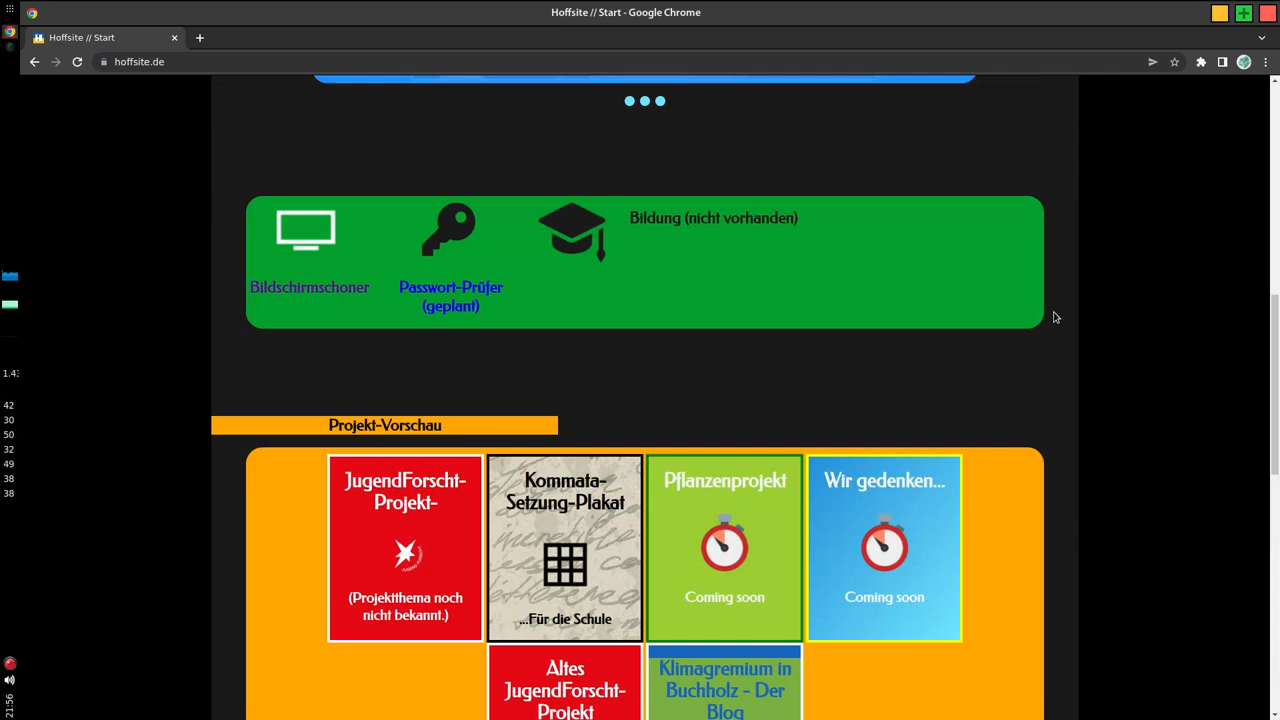 Hoffsite // Start - Google Chrome
Hoffsite // Start
hoffsite.de
Bildung (nicht vorhanden)
Bildschirmschoner
Passwort-Prüfer
(geplant)
Projekt-Vorschau
JugendForscht-
Projekt-
(Projektthema noch
nicht bekannt.)
Kommata-
Setzung-Plakat
...Für die Schule
Pflanzenprojekt
Coming soon
Wir gedenken...
Coming soon
Altes
JugendForscht-
Projekt
Klimagremium in
Buchholz - Der
Blog
1.43
42
30
50
32
49
38
38
21:56